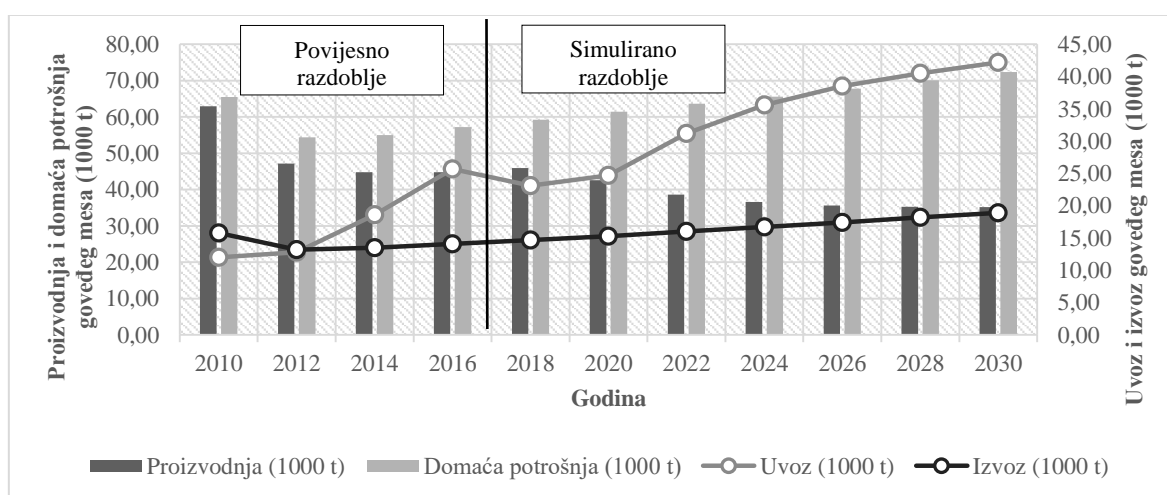 Proizvodnja i domaća potrošnja
goveđeg mesa (1000 t)
80,00
70,00
60,00
50,00
40,00
30,00
20,00
10,00
0,00
Povijesno
razdoblje
Simulirano
razdoblje
45,00
40,00
35,00
30,00
25,00
20,00
15,00
10,00
5,00
0,00
Uvoz i izvoz goveđeg mesa (1000 t)
2010 2012 2014 2016 2018 2020 2022 2024 2026 2028 2030
Godina
Proizvodnja (1000 t) Domaća potrošnja (1000 t) Uvoz (1000 t) Izvoz (1000 t)